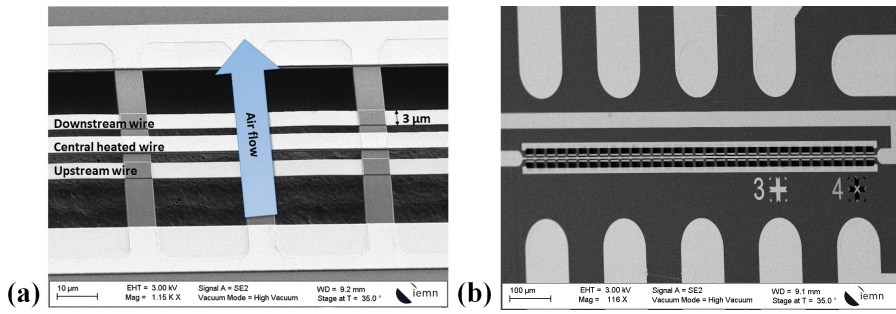 Downstream wire
3 µm
Central heated wire
Air flow
Upstream wire
(a)
10 µm
EHT = 3.00 kV
Signal A = SE2
WD = 9.2 mm
Mag = 1.15 K X
Vacuum Mode = High Vacuum
Stage at T = 35.0 °
iemn
3
4
(b)
100 µm
EHT = 3.00 kV
Signal A = SE2
WD = 9.1 mm
Mag = 116 X
Vacuum Mode = High Vacuum
Stage at T = 35.0 °
iemn